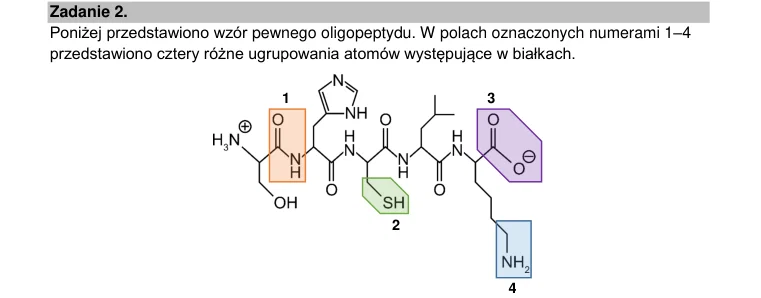 Zadanie 2.
Poniżej przedstawiono wzór pewnego oligopeptydu. W polach oznaczonych numerami 1–4
przedstawiono cztery różne ugrupowania atomów występujące w białkach.
N
1
3
NH
O
O
O
H₃N
⊕
H
N
H
N
N
H
N
H
O
⊖
O
O
OH
SH
2
NH₂
4